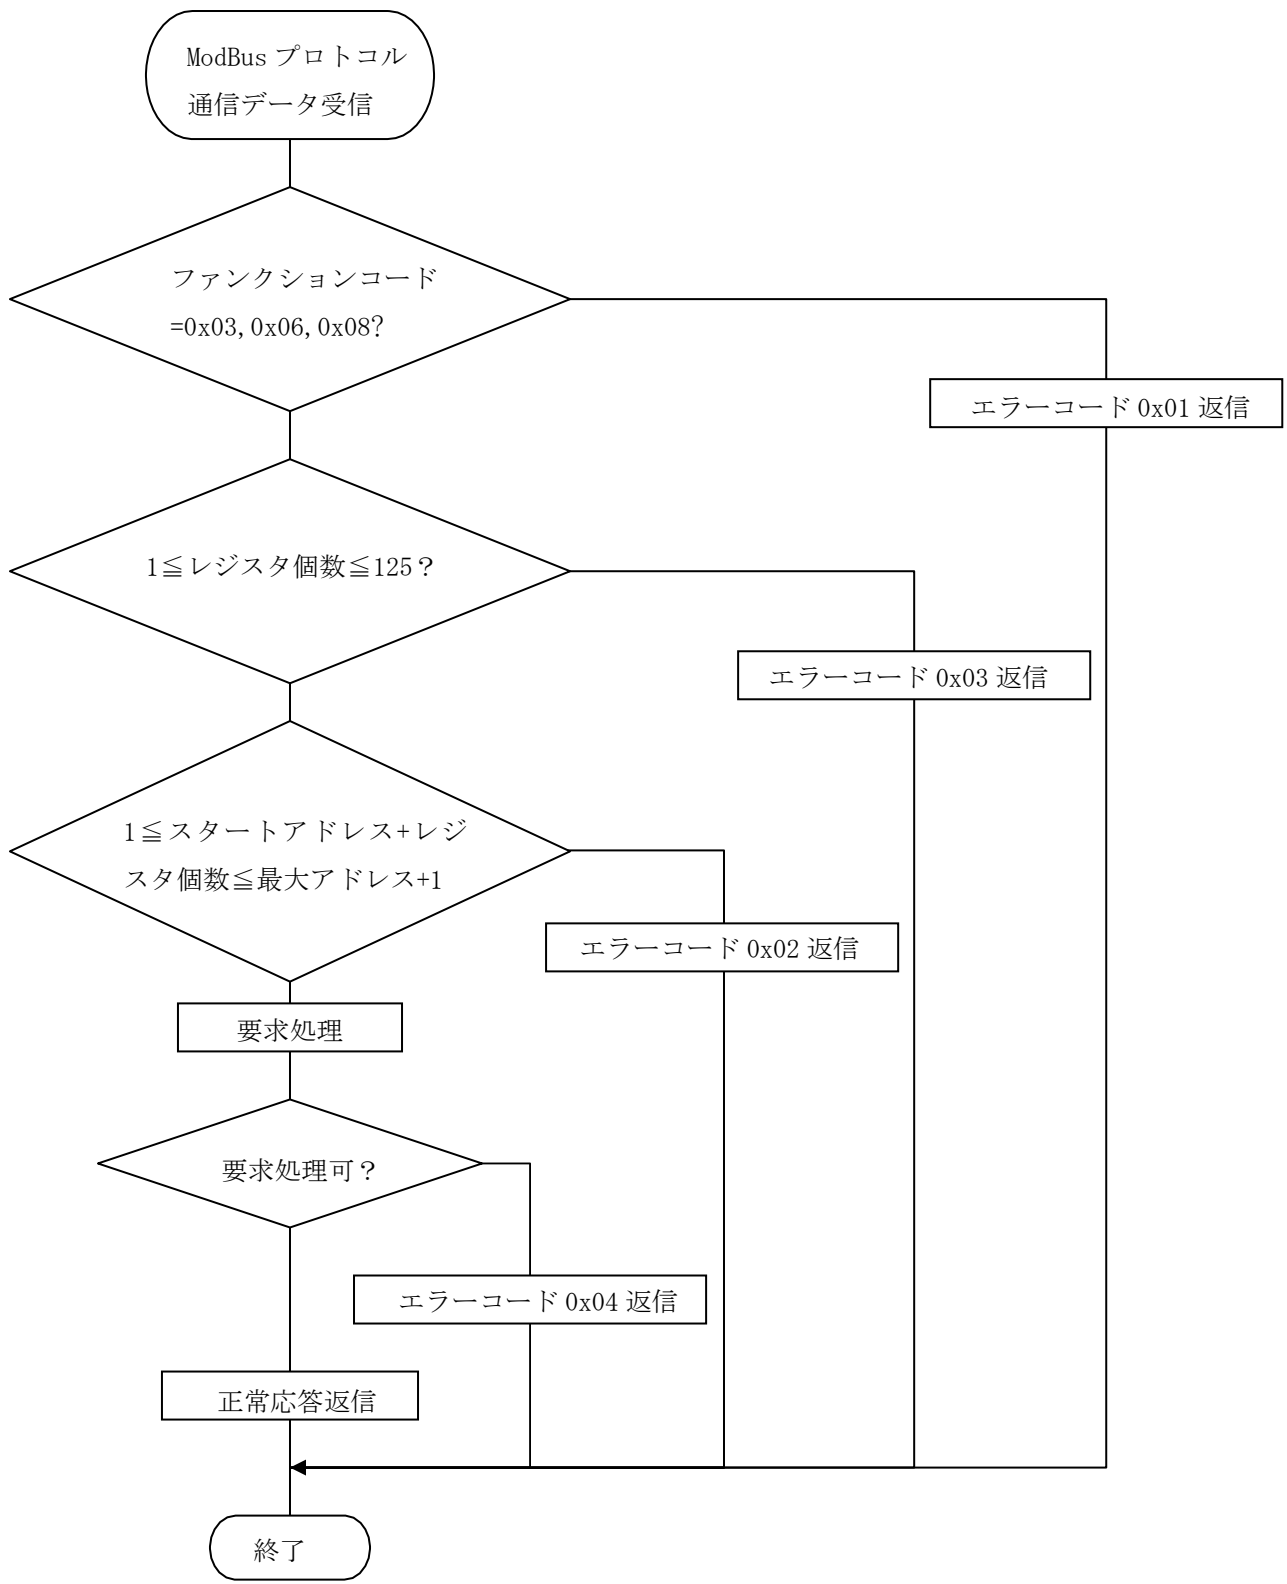 ModBus プロトコル
通信データ受信
ファンクションコード
=0x03,0x06,0x08?
エラーコード 0x01 返信
1≦レジスタ個数≦125？
エラーコード 0x03 返信
1≦スタートアドレス+レジ
スタ個数≦最大アドレス+1
エラーコード 0x02 返信
要求処理
要求処理可？
エラーコード 0x04 返信
正常応答返信
終了